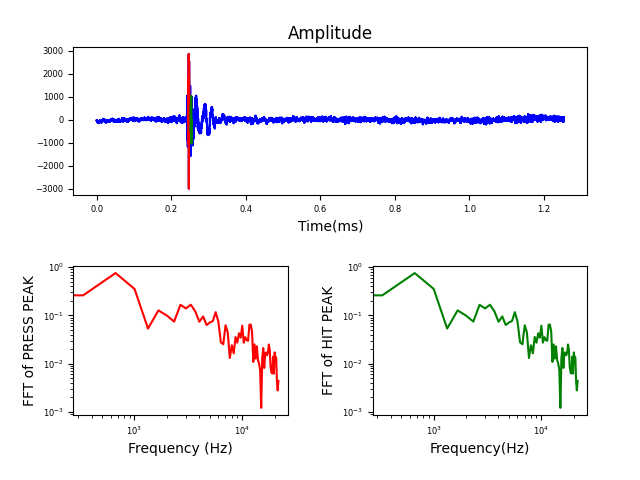 Amplitude
3000
2000
1000
0
−1000
−2000
−3000
0.0 0.2 0.4 0.6 0.8 1.0 1.2
Time(ms)
FFT of PRESS PEAK
10⁰
10⁻¹
10⁻²
10⁻³
10³ 10⁴
Frequency (Hz)
FFT of HIT PEAK
10⁰
10⁻¹
10⁻²
10⁻³
10³ 10⁴
Frequency(Hz)